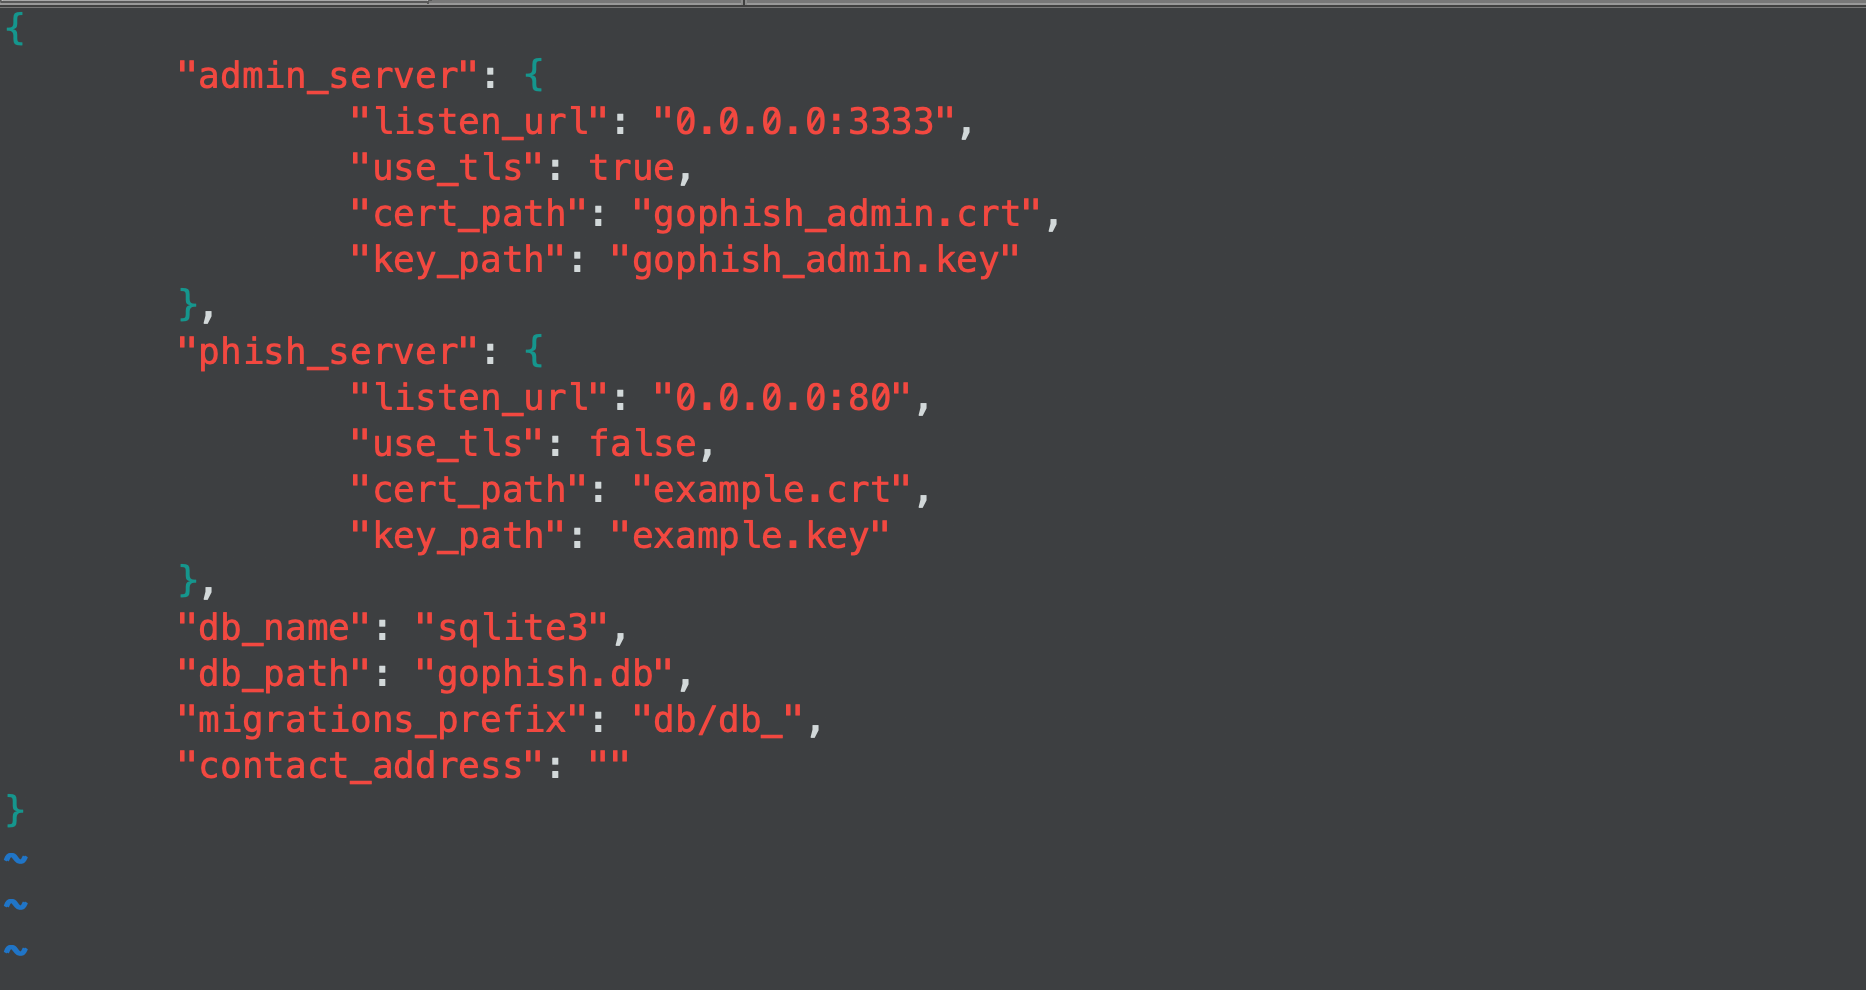 {
"admin_server": {
"listen_url": "0.0.0.0:3333",
"use_tls": true,
"cert_path": "gophish_admin.crt",
"key_path": "gophish_admin.key"
},
"phish_server": {
"listen_url": "0.0.0.0:80",
"use_tls": false,
"cert_path": "example.crt",
"key_path": "example.key"
},
"db_name": "sqlite3",
"db_path": "gophish.db",
"migrations_prefix": "db/db_",
"contact_address": ""
}
~
~
~